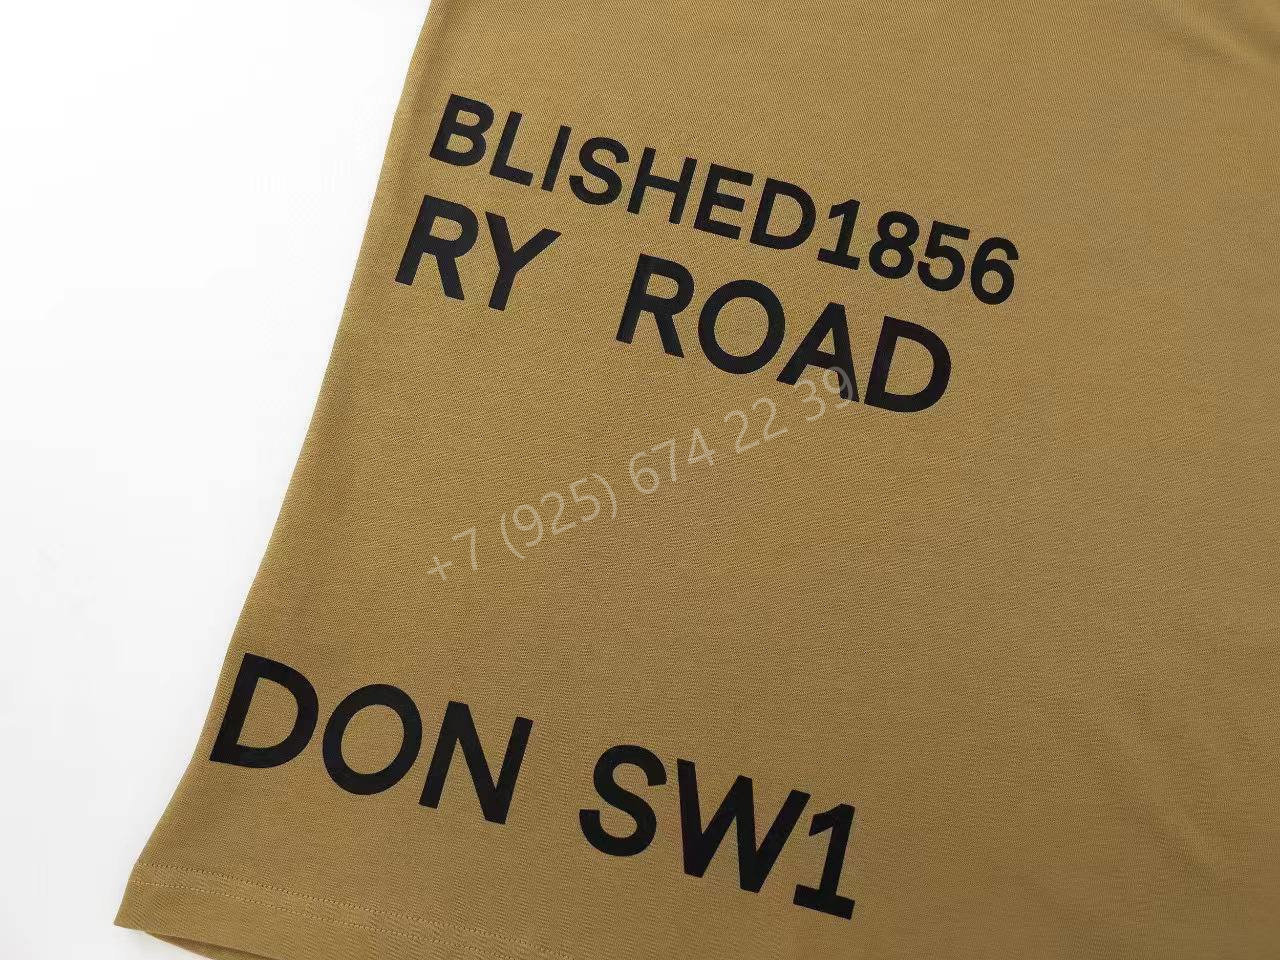 BLISHED1856
RY ROAD
+7 (925) 674 22 39
DON SW1